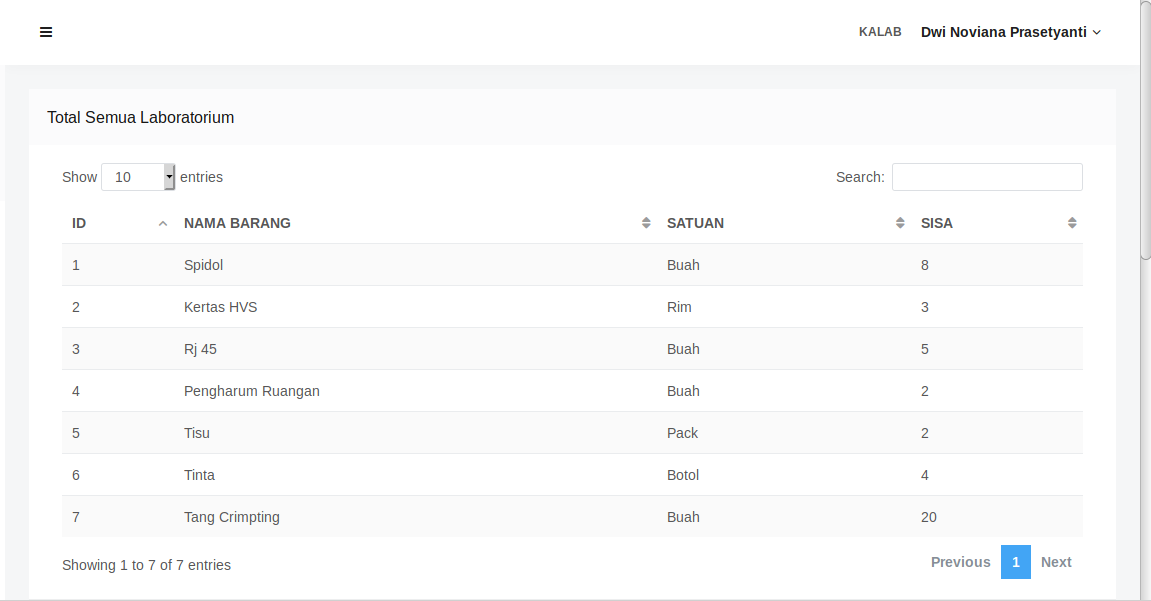 KALAB Dwi Noviana Prasetyanti
Total Semua Laboratorium
Show 10 entries Search:
ID NAMA BARANG SATUAN SISA
1 Spidol Buah 8
2 Kertas HVS Rim 3
3 Rj 45 Buah 5
4 Pengharum Ruangan Buah 2
5 Tisu Pack 2
6 Tinta Botol 4
7 Tang Crimpting Buah 20
Showing 1 to 7 of 7 entries Previous 1 Next